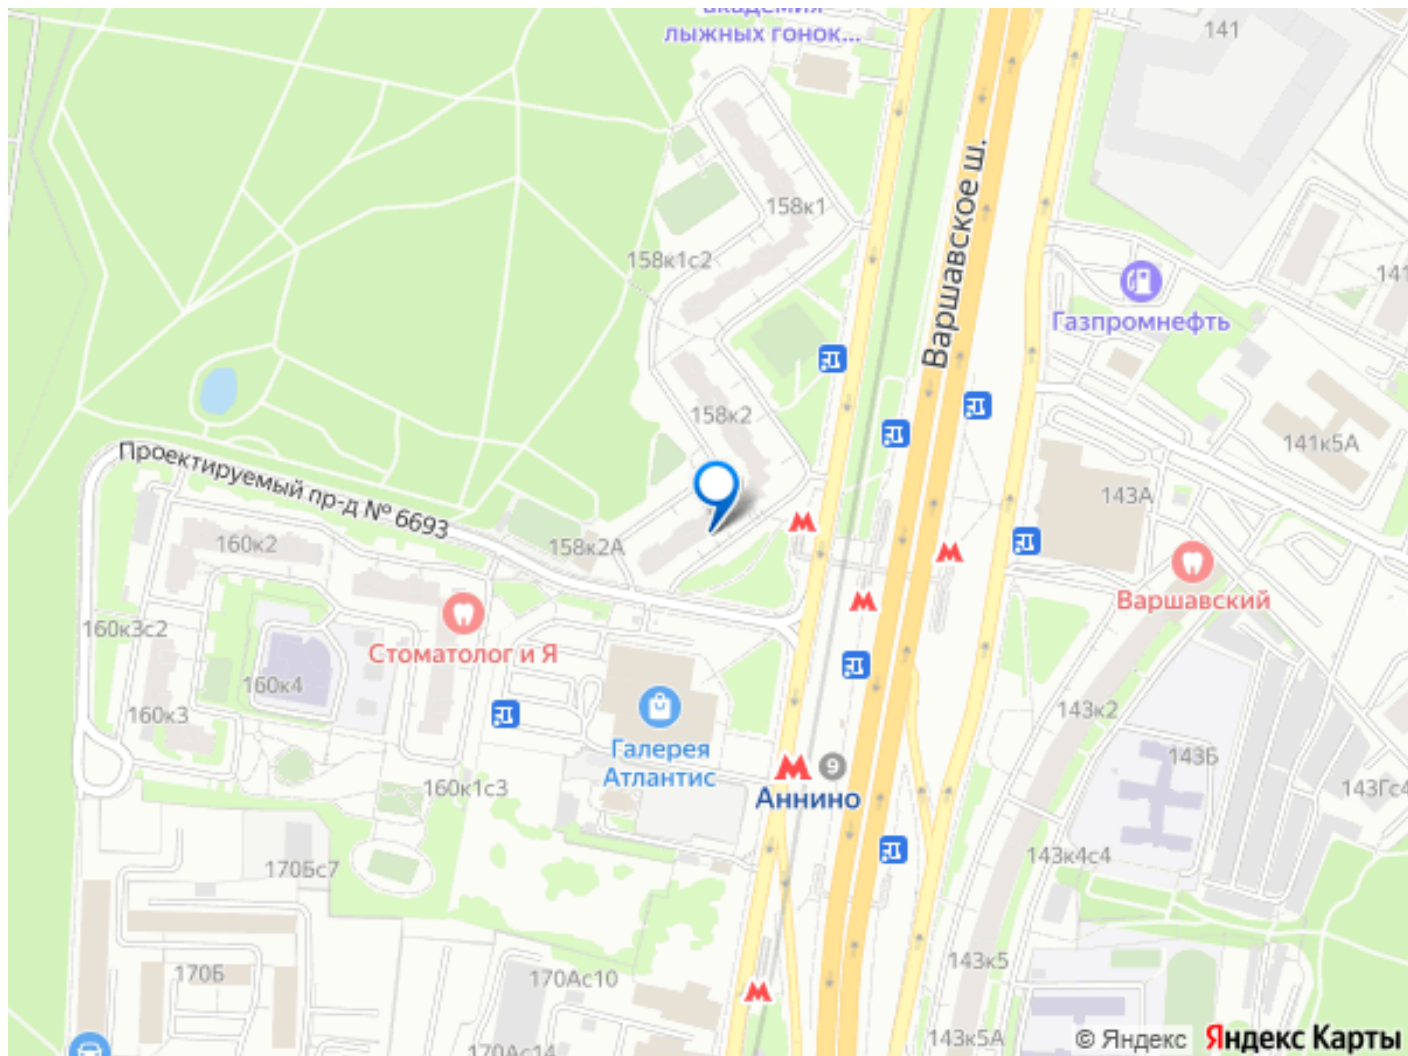 академия
лыжных гонок...
141
158к1
158к1с2
Варшавское ш.
141
Газпромнефть
158к2
141к5А
Проектируемый пр-д № 6693
143А
160к2
158к2А
Варшавский
160к3с2
Стоматолог и Я
160к4
160к3
143к2
Галерея
Атлантис
143Б
9
Аннино
160к1с3
143Гс4
143к4с4
170Бс7
143к5
170Б
170Ас10
143к5А
© Яндекс Яндекс Карты
170Ас14